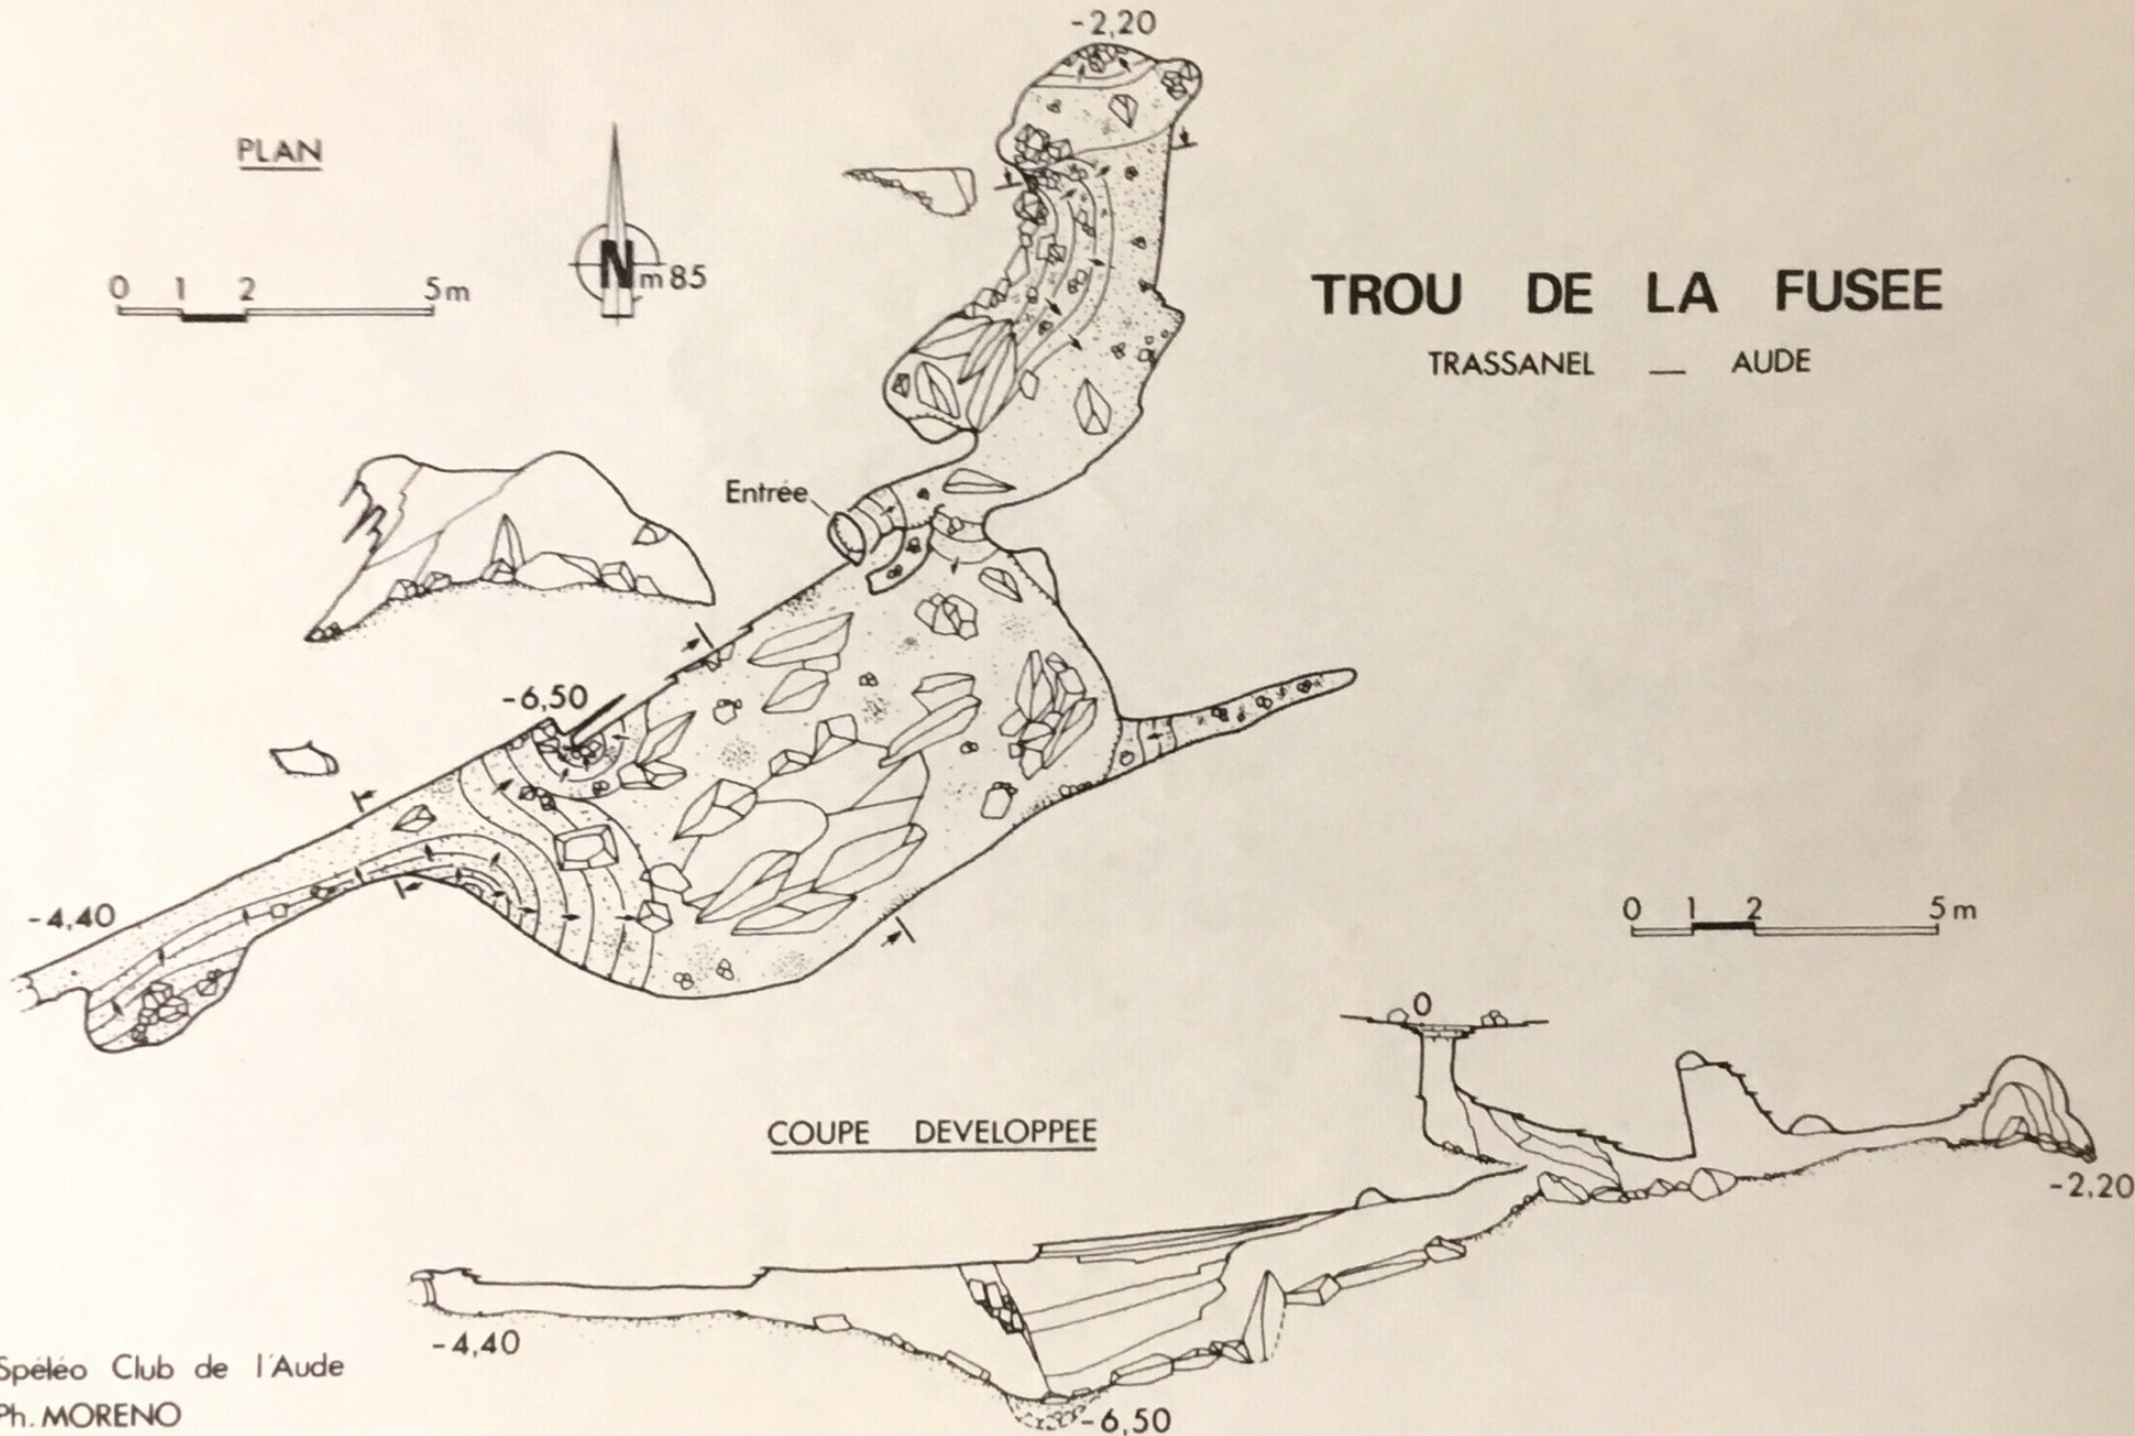 -2,20
PLAN
0 1 2 5m
N m 85
TROU DE LA FUSEE
TRASSANEL — AUDE
Entrée
-6,50
-4,40
0 1 2 5m
0
COUPE DEVELOPPEE
-2,20
-4,40
-6,50
Spéléo Club de l'Aude
Ph. MORENO